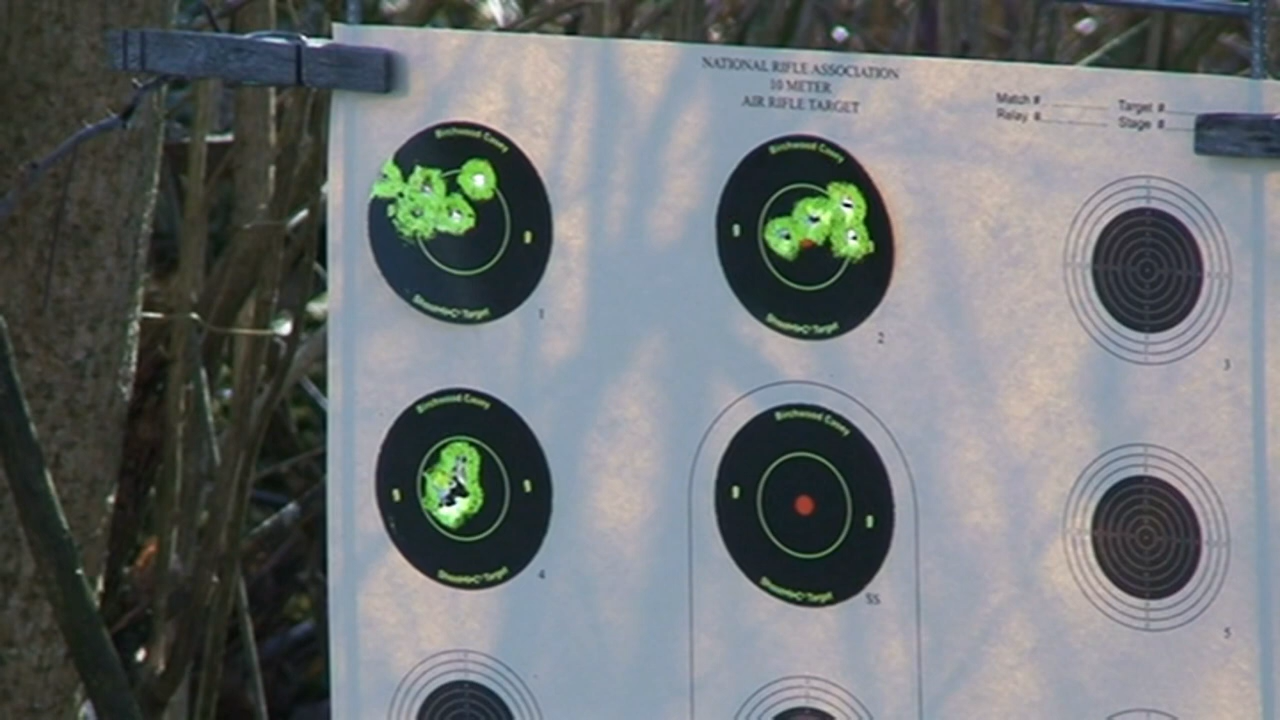 NATIONAL RIFLE ASSOCIATION
10 METER
AIR RIFLE TARGET
Match # Target #
Relay # Stage #
Birchwood Casey
Shoot•N•C® Target
1
Birchwood Casey
Shoot•N•C® Target
2
3
Birchwood Casey
Shoot•N•C® Target
4
Birchwood Casey
Shoot•N•C® Target
SS
5